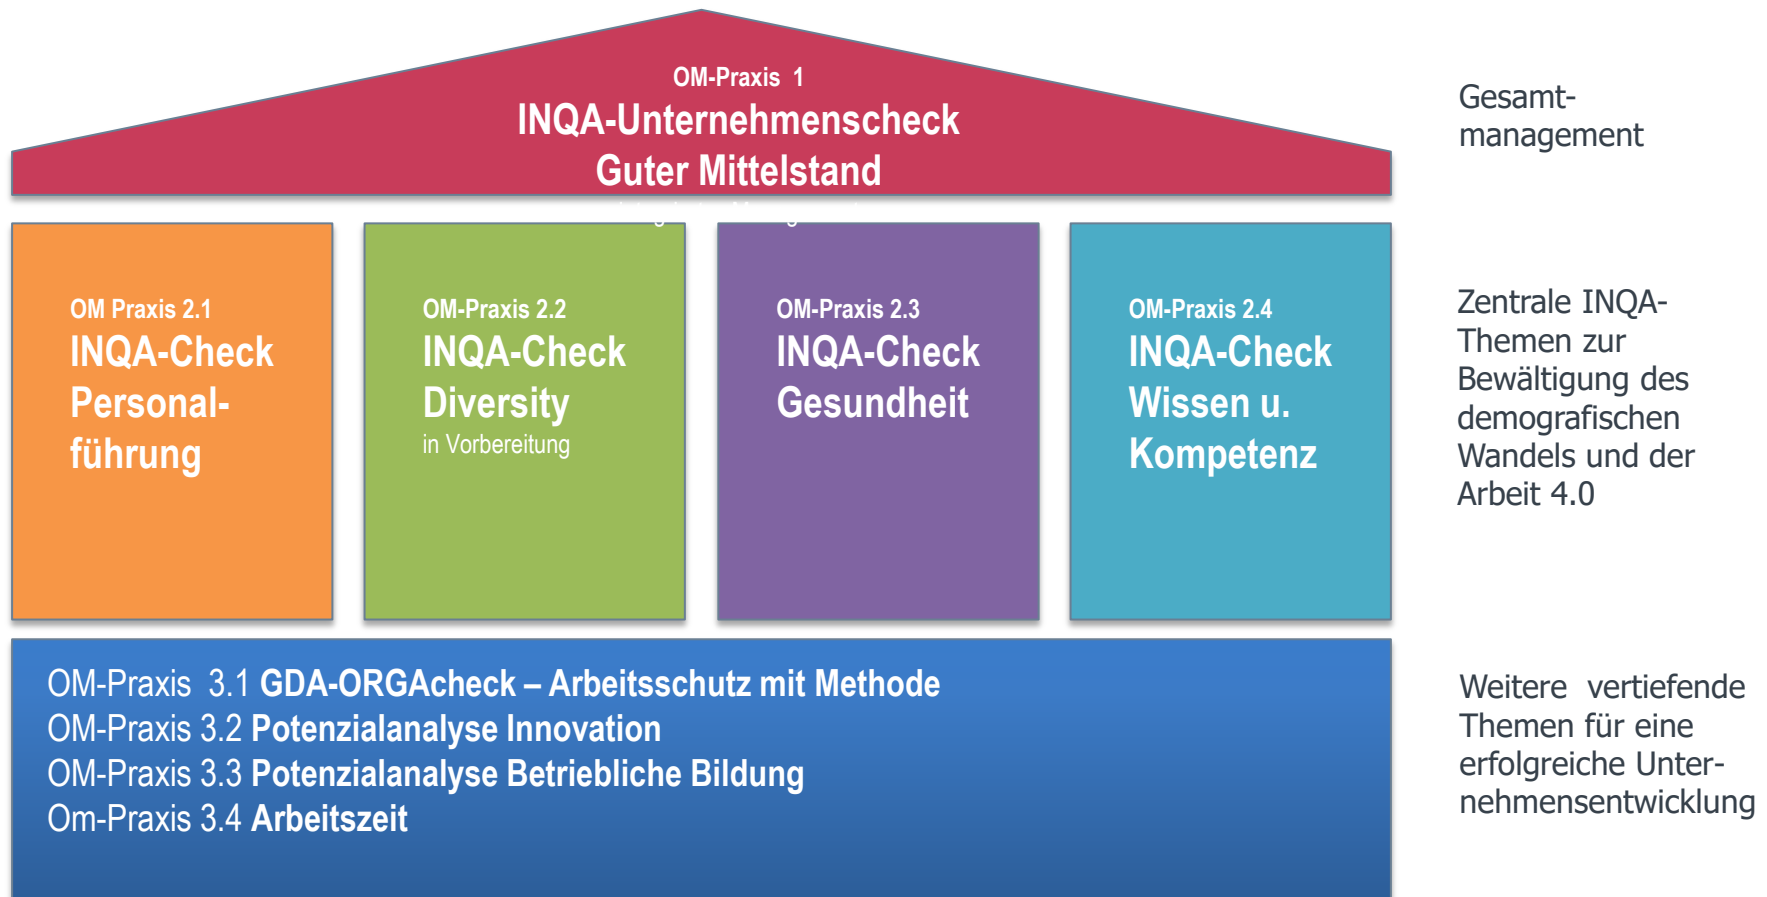 OM-Praxis  1
INQA-Unternehmenscheck
Guter Mittelstand
Gesamt-
management
OM Praxis 2.1
INQA-Check
Personal-
führung
OM-Praxis 2.2
INQA-Check
Diversity
in Vorbereitung
OM-Praxis 2.3
INQA-Check
Gesundheit
OM-Praxis 2.4
INQA-Check
Wissen u.
Kompetenz
Zentrale INQA-
Themen zur
Bewältigung des
demografischen
Wandels und der
Arbeit 4.0
OM-Praxis  3.1 GDA-ORGAcheck – Arbeitsschutz mit Methode
OM-Praxis 3.2 Potenzialanalyse Innovation
OM-Praxis 3.3 Potenzialanalyse Betriebliche Bildung
Om-Praxis 3.4 Arbeitszeit
Weitere  vertiefende
Themen für eine
erfolgreiche Unter-
nehmensentwicklung